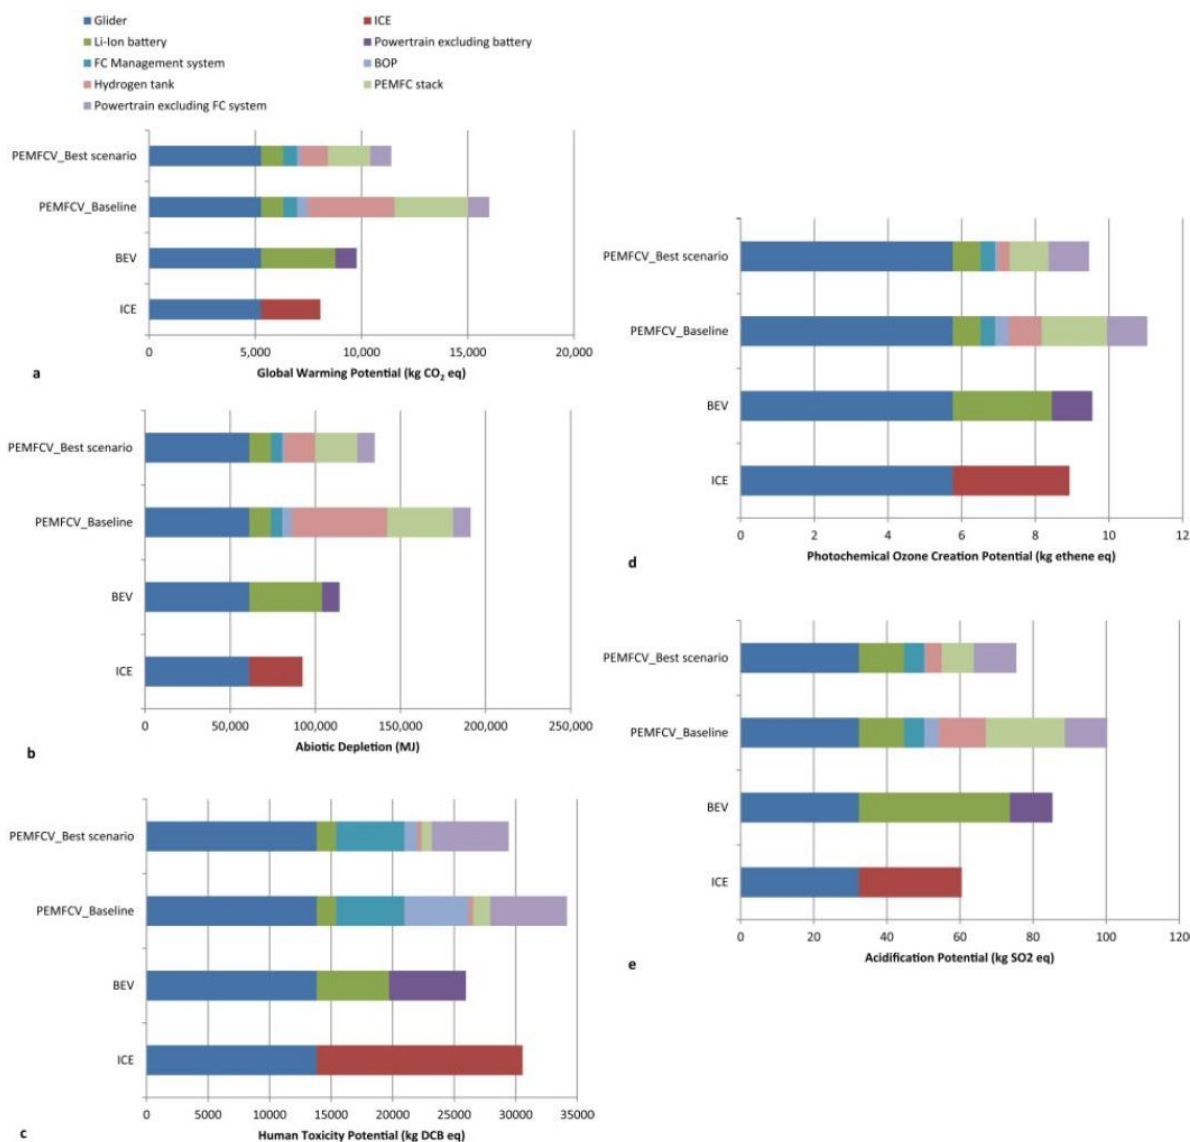 Glider
ICE
Li-Ion battery
Powertrain excluding battery
FC Management system
BOP
Hydrogen tank
PEMFC stack
Powertrain excluding FC system
PEMFCV_Best scenario
PEMFCV_Baseline
BEV
ICE
0 5,000 10,000 15,000 20,000
a
Global Warming Potential (kg CO2 eq)
PEMFCV_Best scenario
PEMFCV_Baseline
BEV
ICE
0 50,000 100,000 150,000 200,000 250,000
b
Abiotic Depletion (MJ)
PEMFCV_Best scenario
PEMFCV_Baseline
BEV
ICE
0 5000 10000 15000 20000 25000 30000 35000
c
Human Toxicity Potential (kg DCB eq)
PEMFCV_Best scenario
PEMFCV_Baseline
BEV
ICE
0 2 4 6 8 10 12
d
Photochemical Ozone Creation Potential (kg ethene eq)
PEMFCV_Best scenario
PEMFCV_Baseline
BEV
ICE
0 20 40 60 80 100 120
e
Acidification Potential (kg SO2 eq)